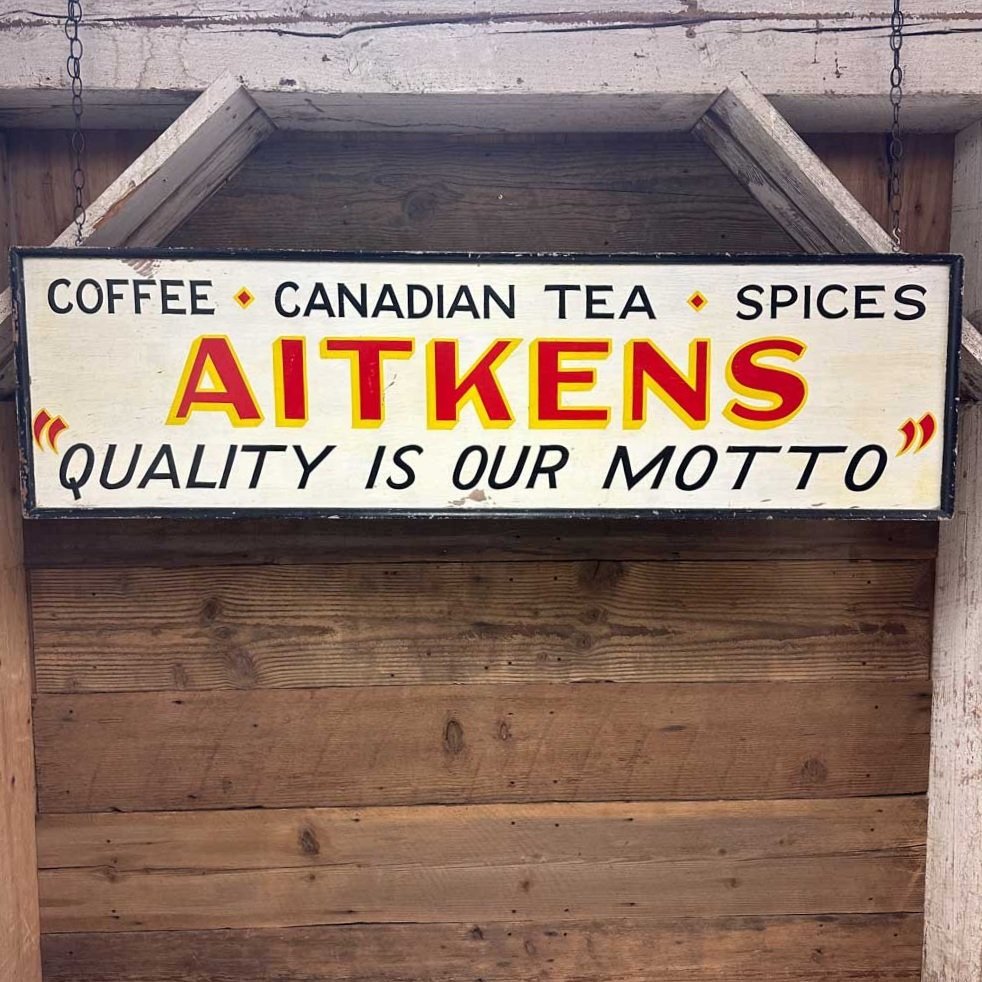 COFFEE ⬩ CANADIAN TEA ⬩ SPICES
AITKENS
"QUALITY IS OUR MOTTO"